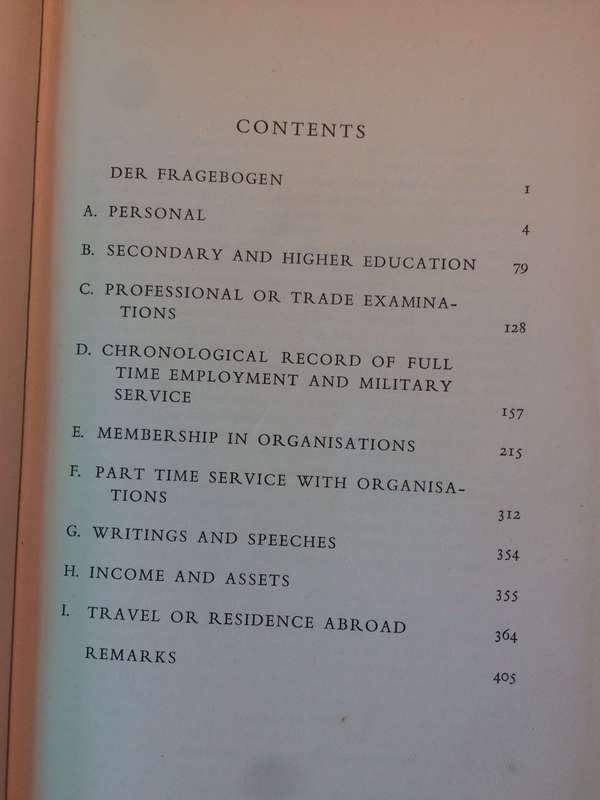 CONTENTS
DER FRAGEBOGEN 1
A. PERSONAL 4
B. SECONDARY AND HIGHER EDUCATION 79
C. PROFESSIONAL OR TRADE EXAMINA-
TIONS 128
D. CHRONOLOGICAL RECORD OF FULL
TIME EMPLOYMENT AND MILITARY
SERVICE 157
E. MEMBERSHIP IN ORGANISATIONS 215
F. PART TIME SERVICE WITH ORGANISA-
TIONS 312
G. WRITINGS AND SPEECHES 354
H. INCOME AND ASSETS 355
I. TRAVEL OR RESIDENCE ABROAD 364
REMARKS 405